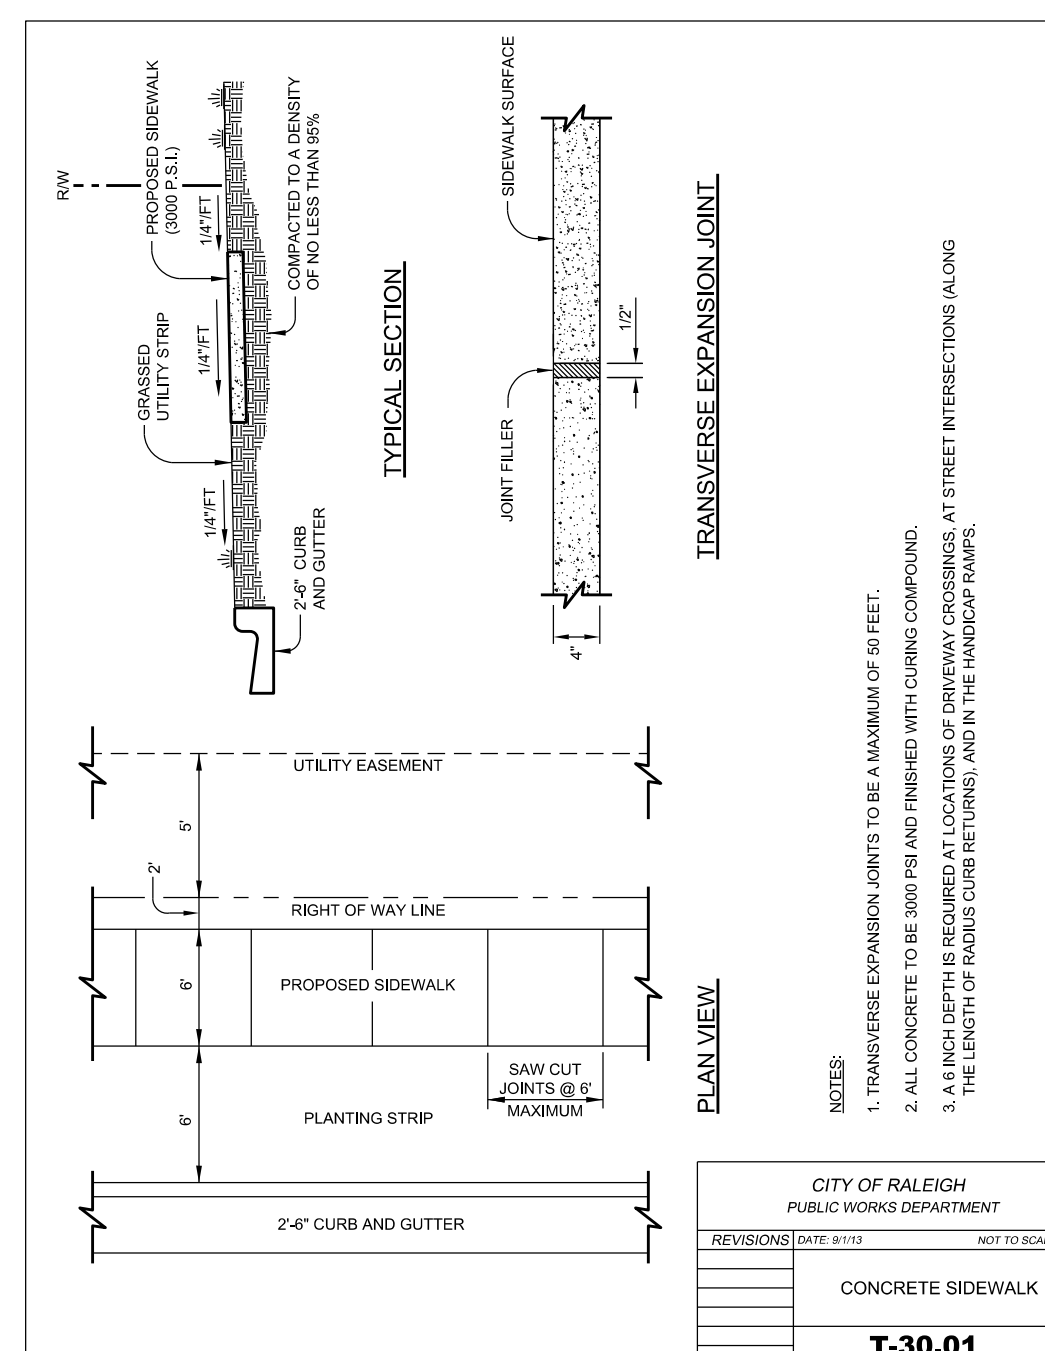 R/W
PROPOSED SIDEWALK
(3000 P.S.I.)
1/4"/FT
GRASSED
UTILITY STRIP
1/4"/FT
1/4"/FT
COMPACTED TO A DENSITY
OF NO LESS THAN 95%
2'-6" CURB
AND GUTTER
TYPICAL SECTION
SIDEWALK SURFACE
JOINT FILLER
1/2"
4"
TRANSVERSE EXPANSION JOINT
UTILITY EASEMENT
5'
2'
RIGHT OF WAY LINE
6'
PROPOSED SIDEWALK
SAW CUT
JOINTS @ 6'
MAXIMUM
6'
PLANTING STRIP
2'-6" CURB AND GUTTER
PLAN VIEW
NOTES:
1. TRANSVERSE EXPANSION JOINTS TO BE A MAXIMUM OF 50 FEET.
2. ALL CONCRETE TO BE 3000 PSI AND FINISHED WITH CURING COMPOUND.
3. A 6 INCH DEPTH IS REQUIRED AT LOCATIONS OF DRIVEWAY CROSSINGS, AT STREET INTERSECTIONS (ALONG
THE LENGTH OF RADIUS CURB RETURNS), AND IN THE HANDICAP RAMPS.
CITY OF RALEIGH
PUBLIC WORKS DEPARTMENT
REVISIONS DATE: 9/1/13 NOT TO
CONCRETE SIDEWALK
T-30.01